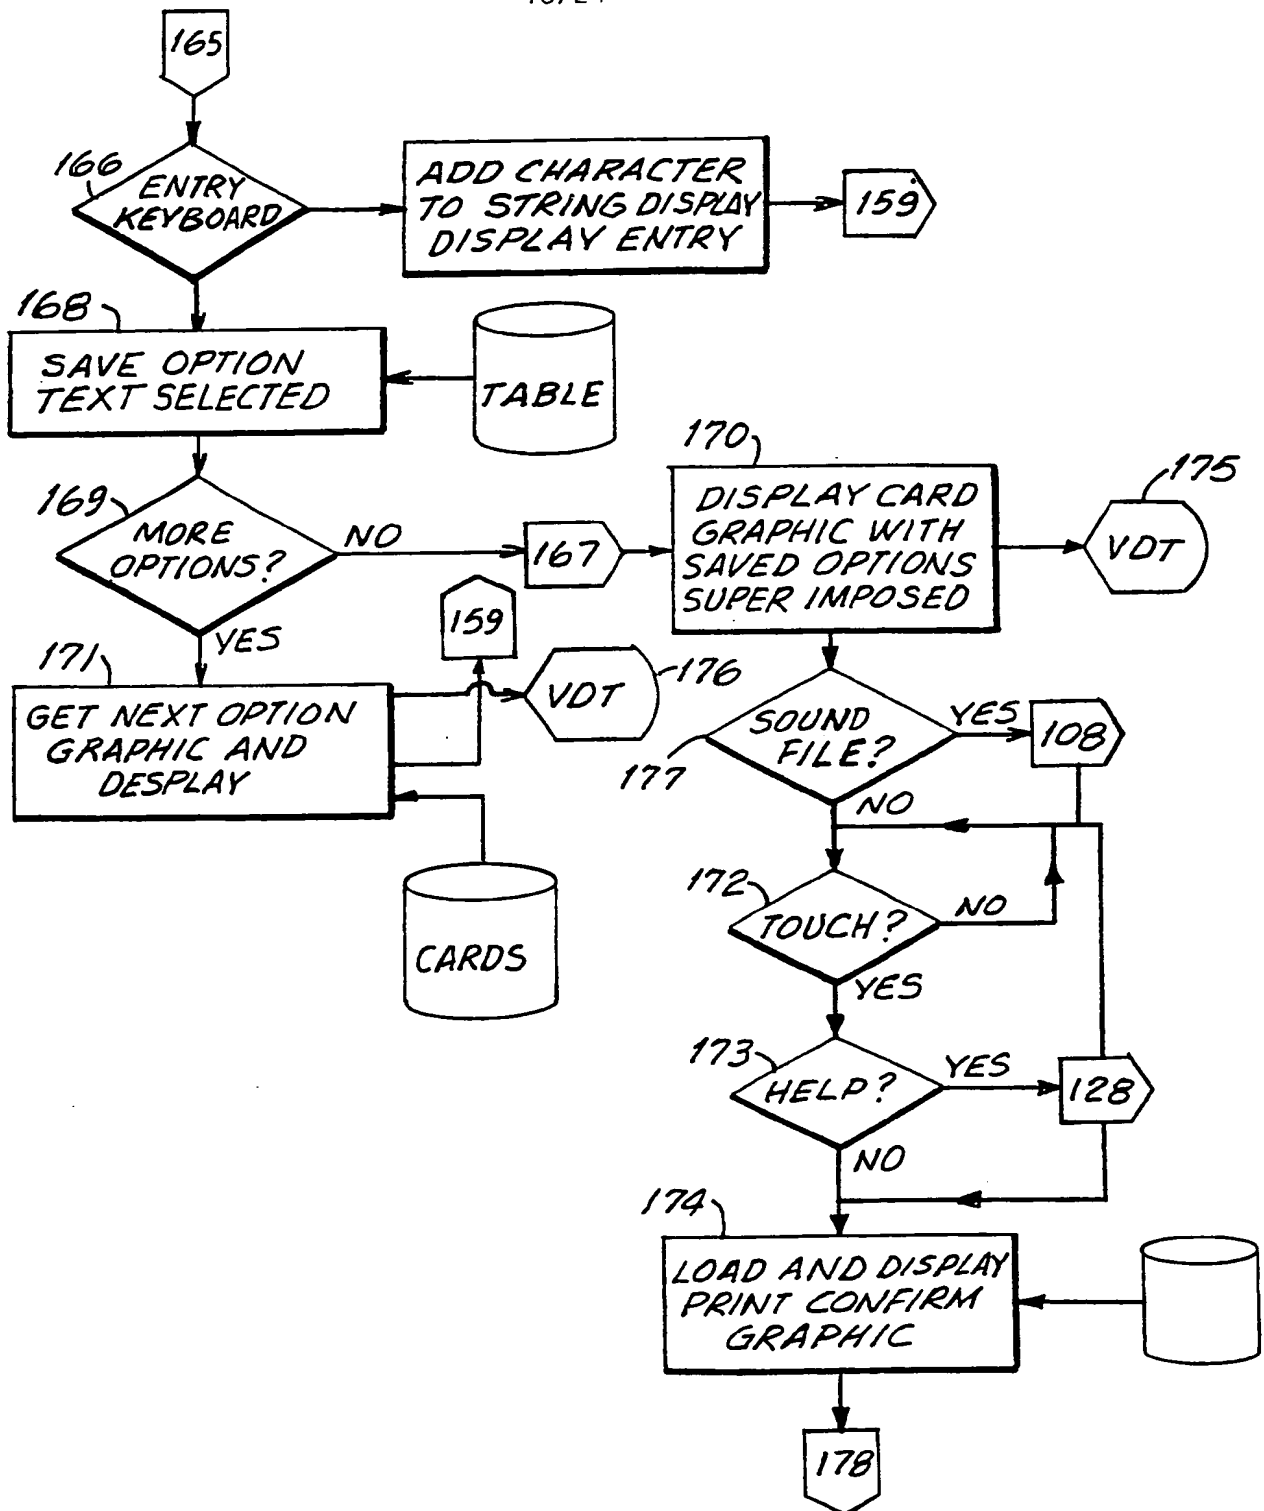 165
166
ENTRY
KEYBOARD
ADD CHARACTER
TO STRING DISPLAY
DISPLAY ENTRY
159
168
SAVE OPTION
TEXT SELECTED
TABLE
169
MORE
OPTIONS?
NO
167
170
DISPLAY CARD
GRAPHIC WITH
SAVED OPTIONS
SUPER IMPOSED
175
VDT
YES
159
171
GET NEXT OPTION
GRAPHIC AND
DESPLAY
VDT
176
CARDS
177
SOUND
FILE?
YES
108
NO
172
TOUCH?
NO
YES
173
HELP?
YES
128
NO
174
LOAD AND DISPLAY
PRINT CONFIRM
GRAPHIC
178